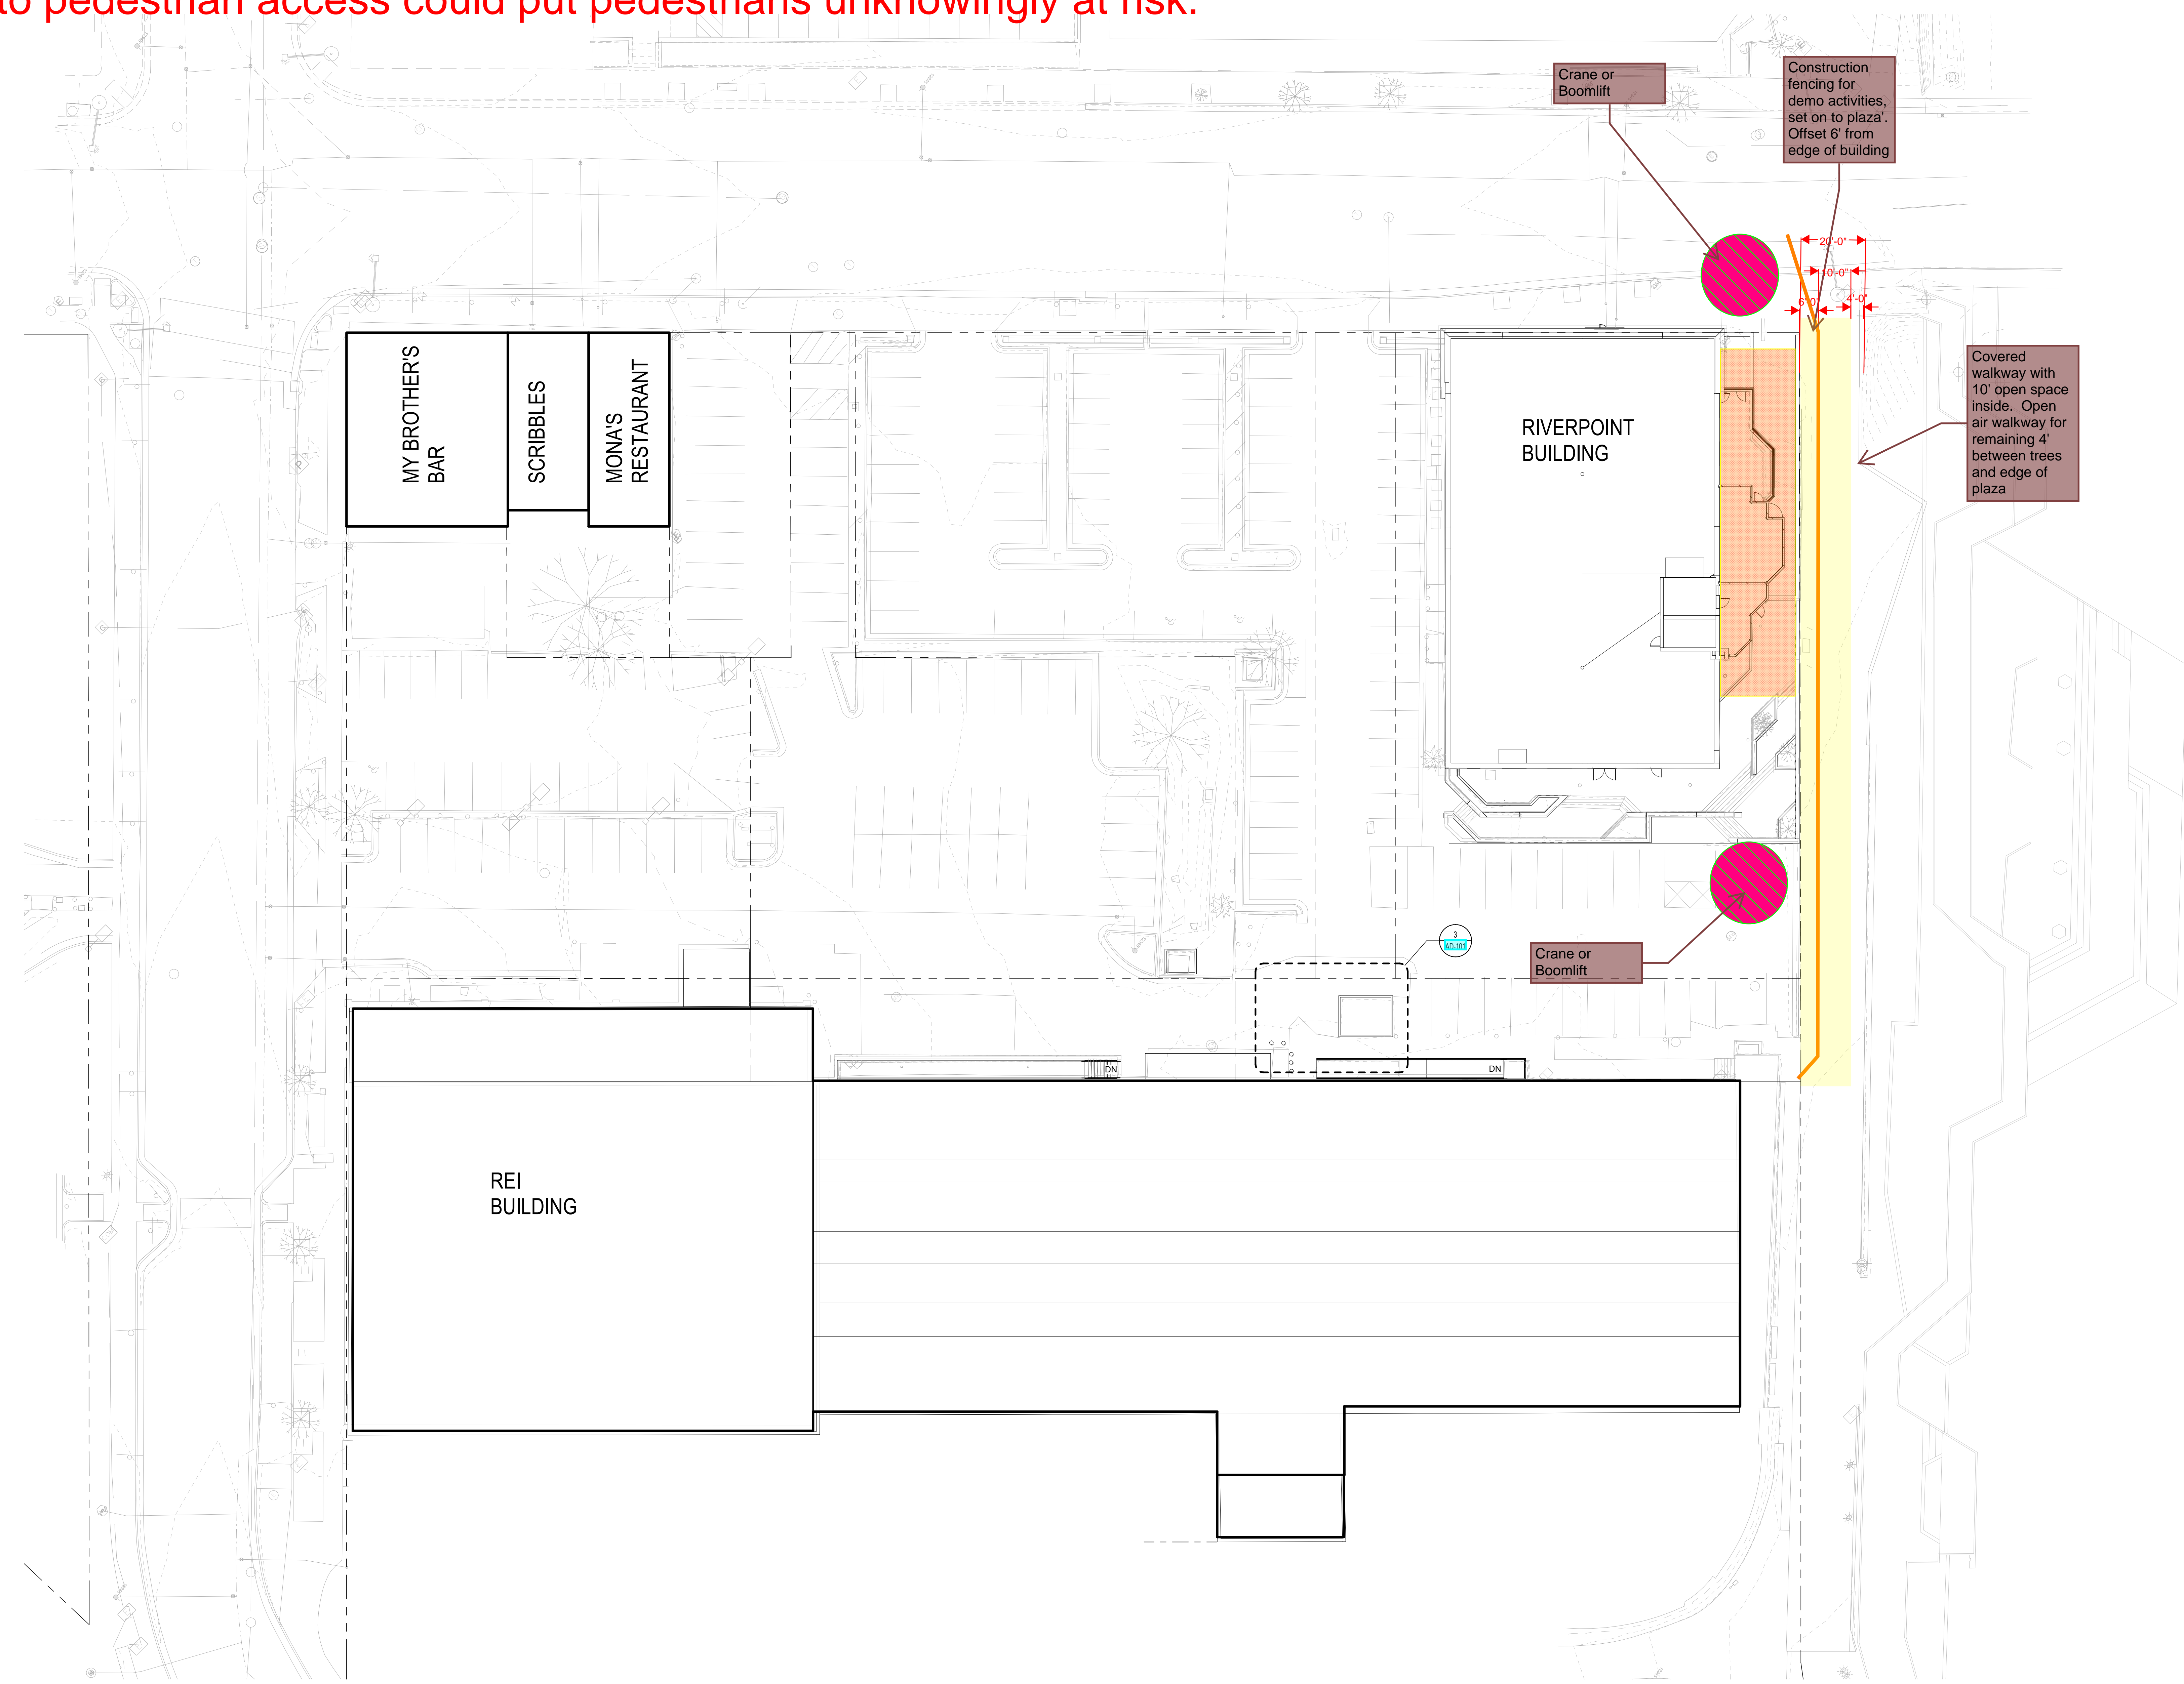 to pedestrian access could put pedestrians unknowingly at risk.
Crane or
Boomlift
Construction
fencing for
demo activities,
set on to plaza'.
Offset 6' from
edge of building
20'-0"
10'-0"
6'-0"
4'-0"
Covered
walkway with
10' open space
inside.  Open
air walkway for
remaining 4'
between trees
and edge of
plaza
MY BROTHER'S
BAR
SCRIBBLES
MONA'S
RESTAURANT
RIVERPOINT
BUILDING
3
AD-101
Crane or
Boomlift
DN
DN
REI
BUILDING